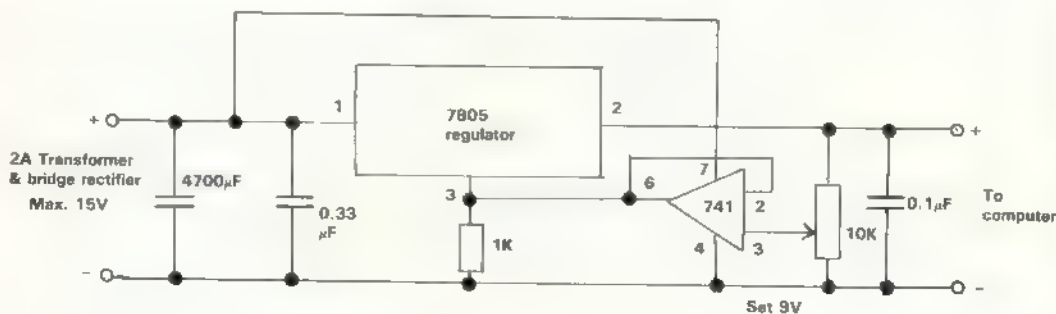 1
7805
regulator
2
+
+
2A Transformer
& bridge rectifier
Max. 15V
4700µF
0.33
µF
3
1K
6
7
741
2
4
3
10K
0.1µF
To
computer
-
-
Set 9V